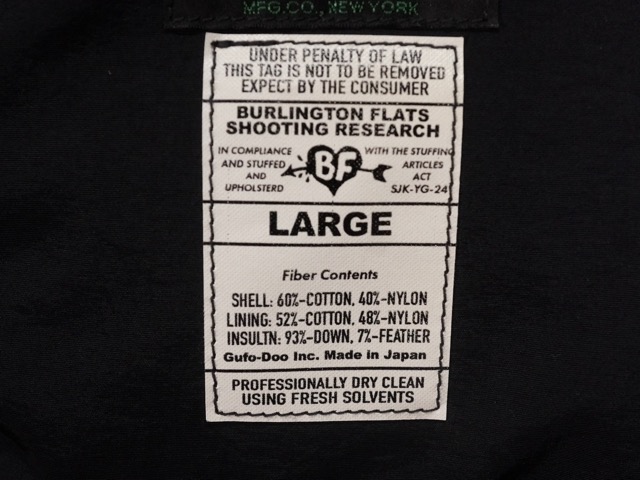 MFG.CO., NEW YORK
UNDER PENALTY OF LAW
THIS TAG IS NOT TO BE REMOVED
EXPECT BY THE CONSUMER
BURLINGTON FLATS
SHOOTING RESEARCH
IN COMPLIANCE
AND STUFFED
AND
UPHOLSTERD
BF
WITH THE STUFFING
ARTICLES
ACT
SJK-YG-24
LARGE
Fiber Contents
SHELL: 60%-COTTON, 40%-NYLON
LINING: 52%-COTTON, 48%-NYLON
INSULTN: 93%-DOWN, 7%-FEATHER
Gufo-Doo Inc. Made in Japan
PROFESSIONALLY DRY CLEAN
USING FRESH SOLVENTS